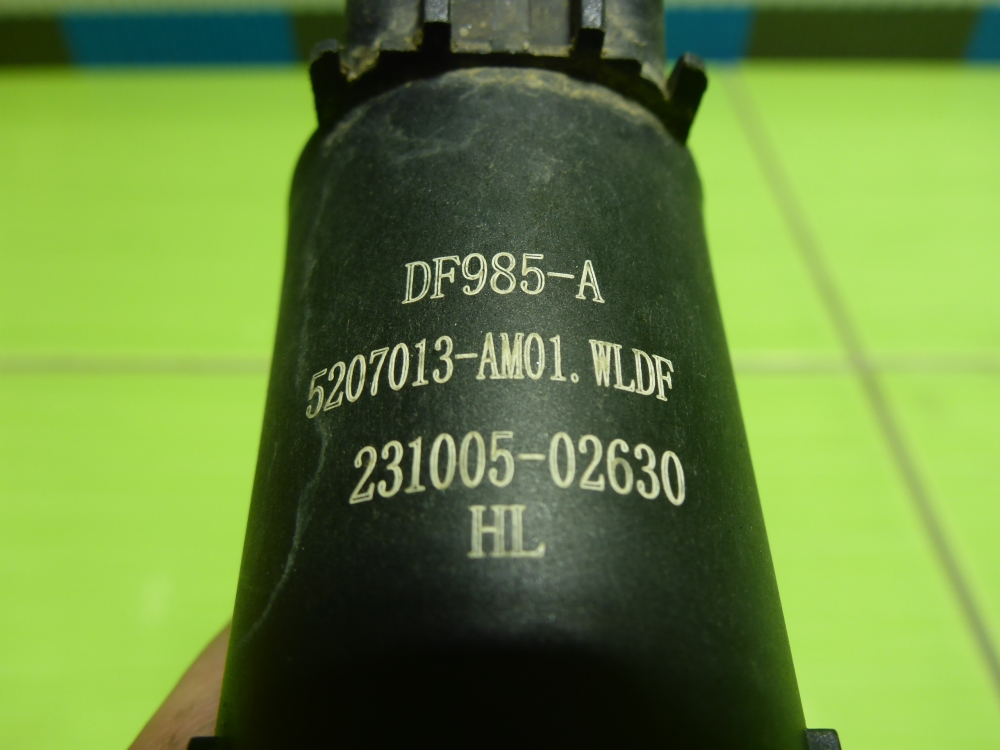 DF985-A
5207013-AM01.WLDF
231005-02630
HL